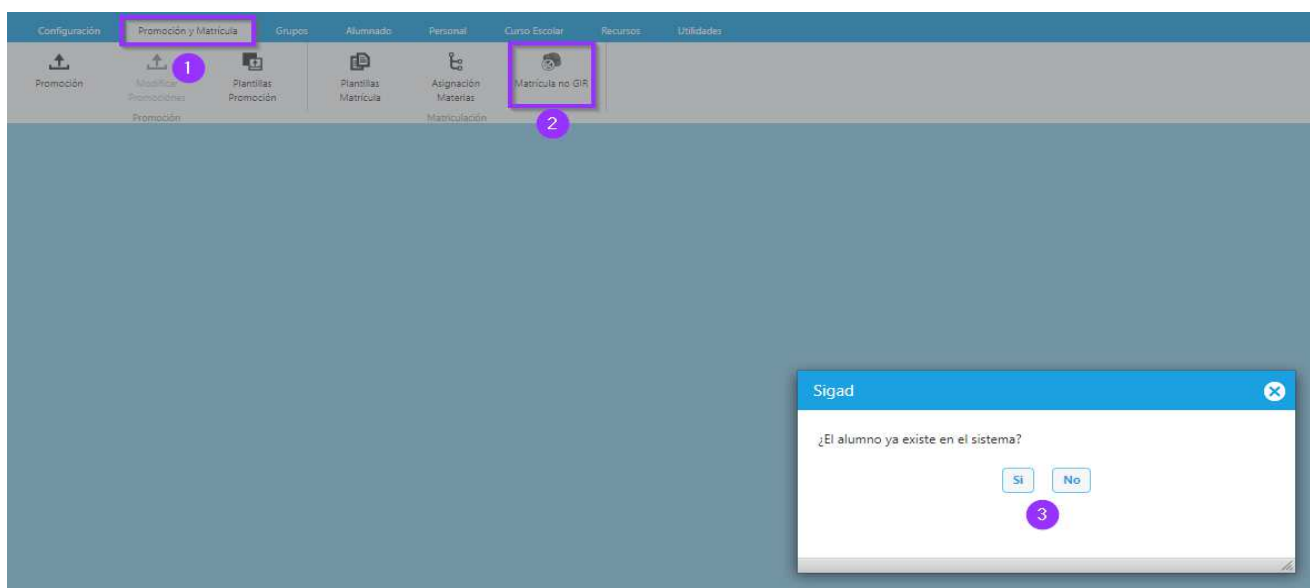 Configuración Promoción y Matrícula Grupos Alumnado Personal Curso Escolar Recursos Utilidades
1
Promoción Modificar Promociones Plantillas Promoción Plantillas Matrícula Asignación Materias Matrícula no GIR
Promoción Matriculación
2
Sigad
¿El alumno ya existe en el sistema?
Si No
3